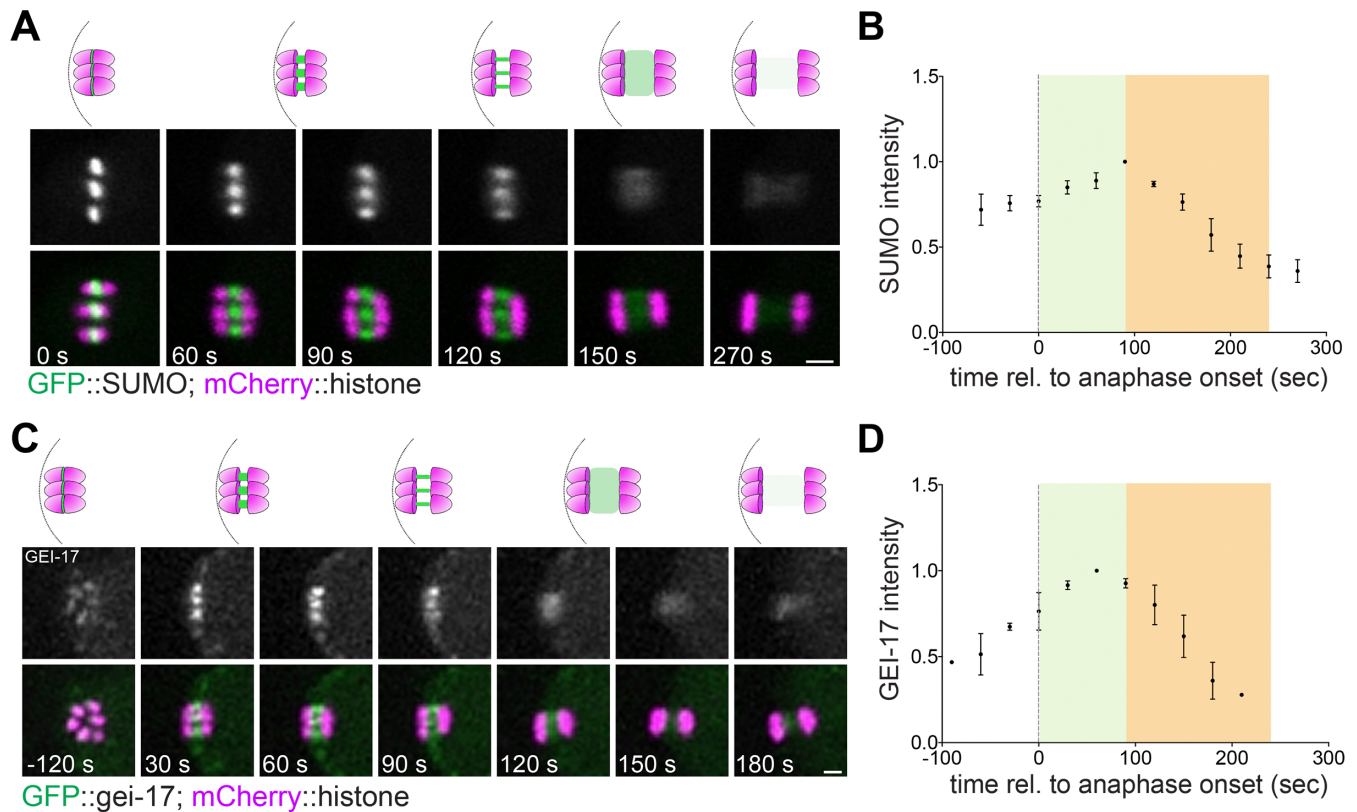 A
0 s
60 s
90 s
120 s
150 s
270 s
GFP::SUMO; mCherry::histone
B
1.5
1.0
0.5
0.0
SUMO intensity
-100
0
100
200
300
time rel. to anaphase onset (sec)
C
GEI-17
-120 s
30 s
60 s
90 s
120 s
150 s
180 s
GFP::gei-17; mCherry::histone
D
1.5
1.0
0.5
0.0
GEI-17 intensity
-100
0
100
200
300
time rel. to anaphase onset (sec)